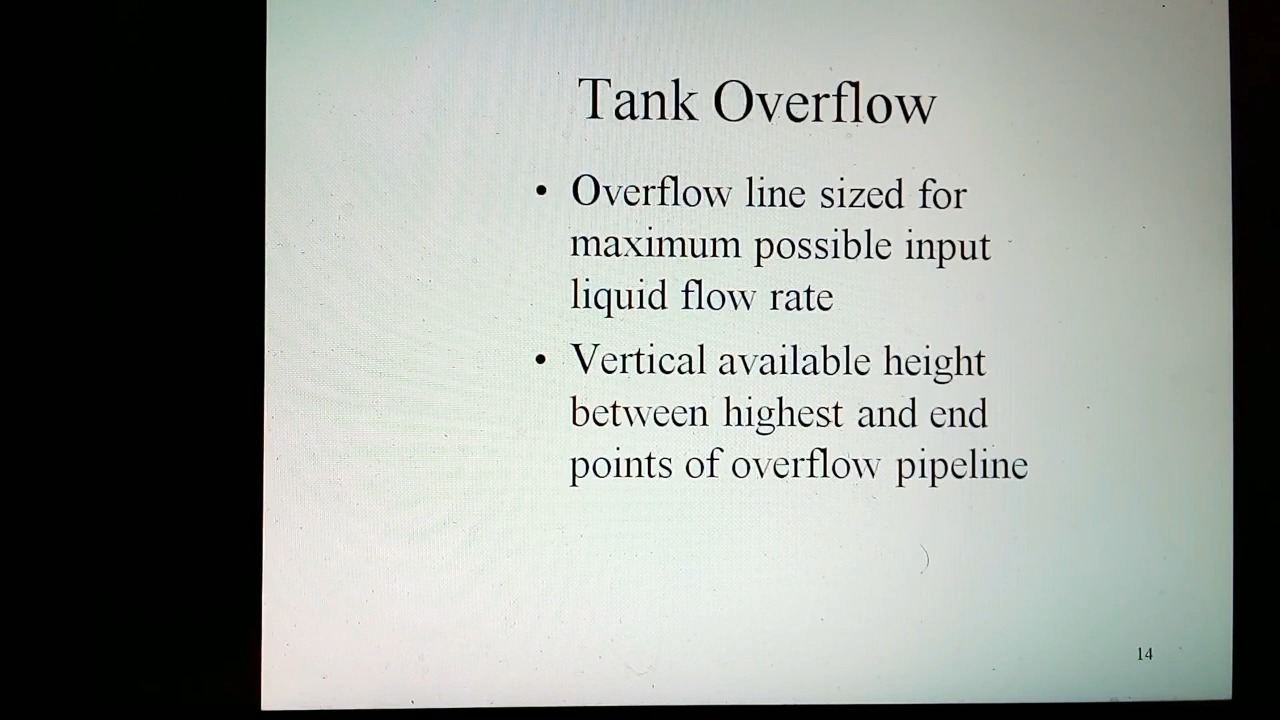 Tank Overflow
• Overflow line sized for
maximum possible input
liquid flow rate
• Vertical available height
between highest and end
points of overflow pipeline
14